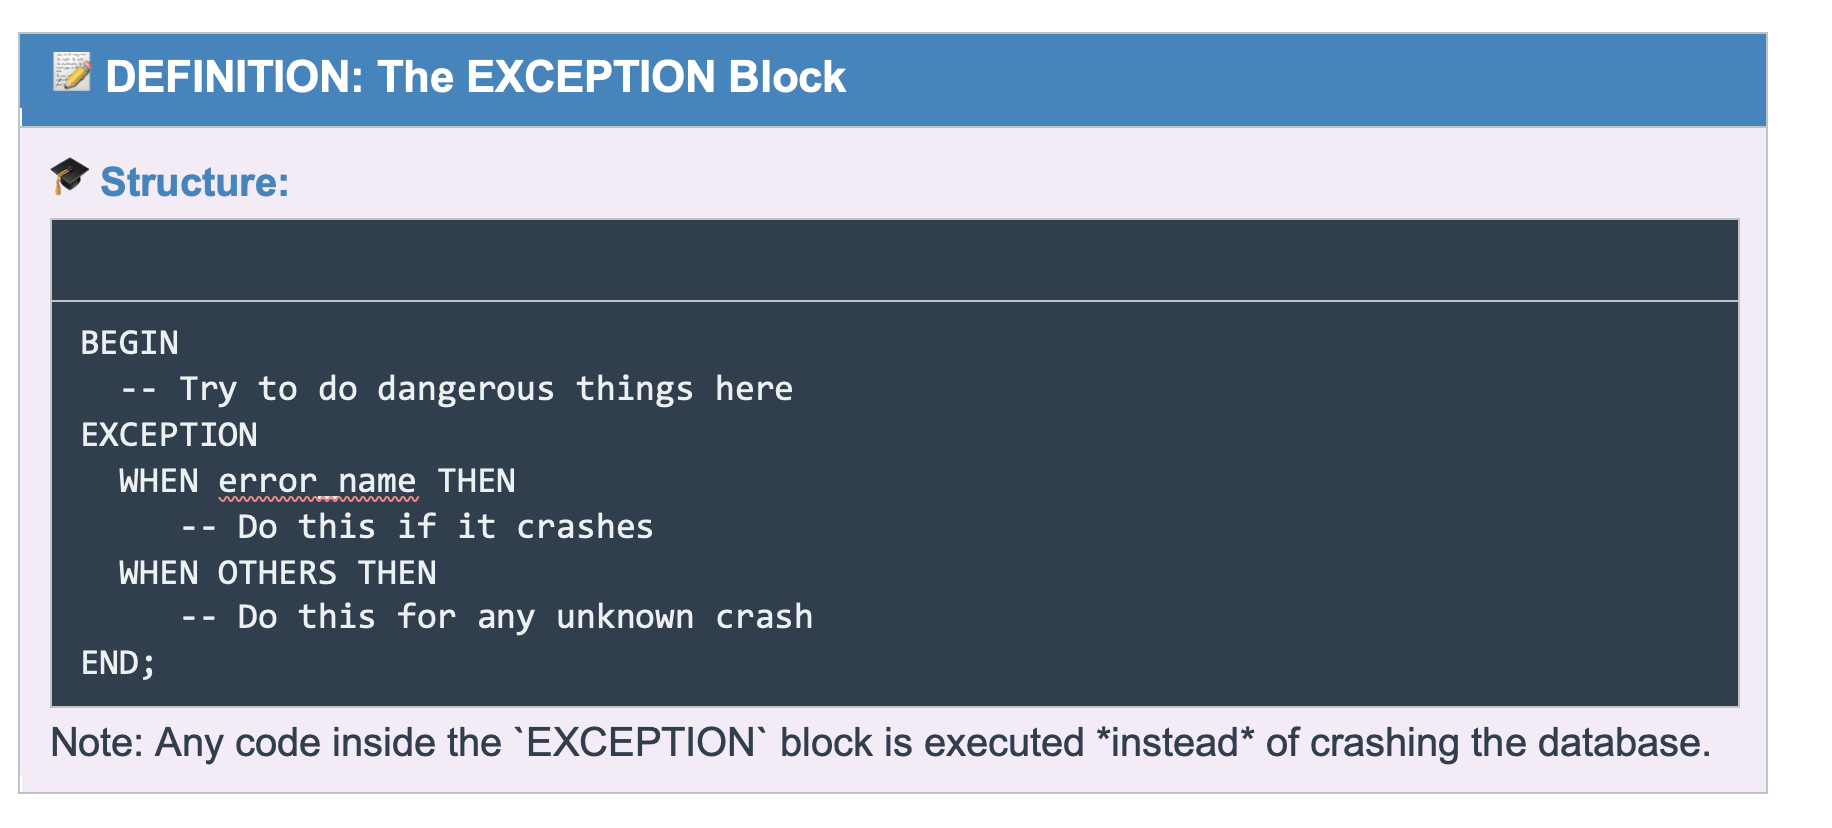 📝 DEFINITION: The EXCEPTION Block
🎓 Structure:
BEGIN
  -- Try to do dangerous things here
EXCEPTION
  WHEN error_name THEN
     -- Do this if it crashes
  WHEN OTHERS THEN
     -- Do this for any unknown crash
END;
Note: Any code inside the `EXCEPTION` block is executed *instead* of crashing the database.